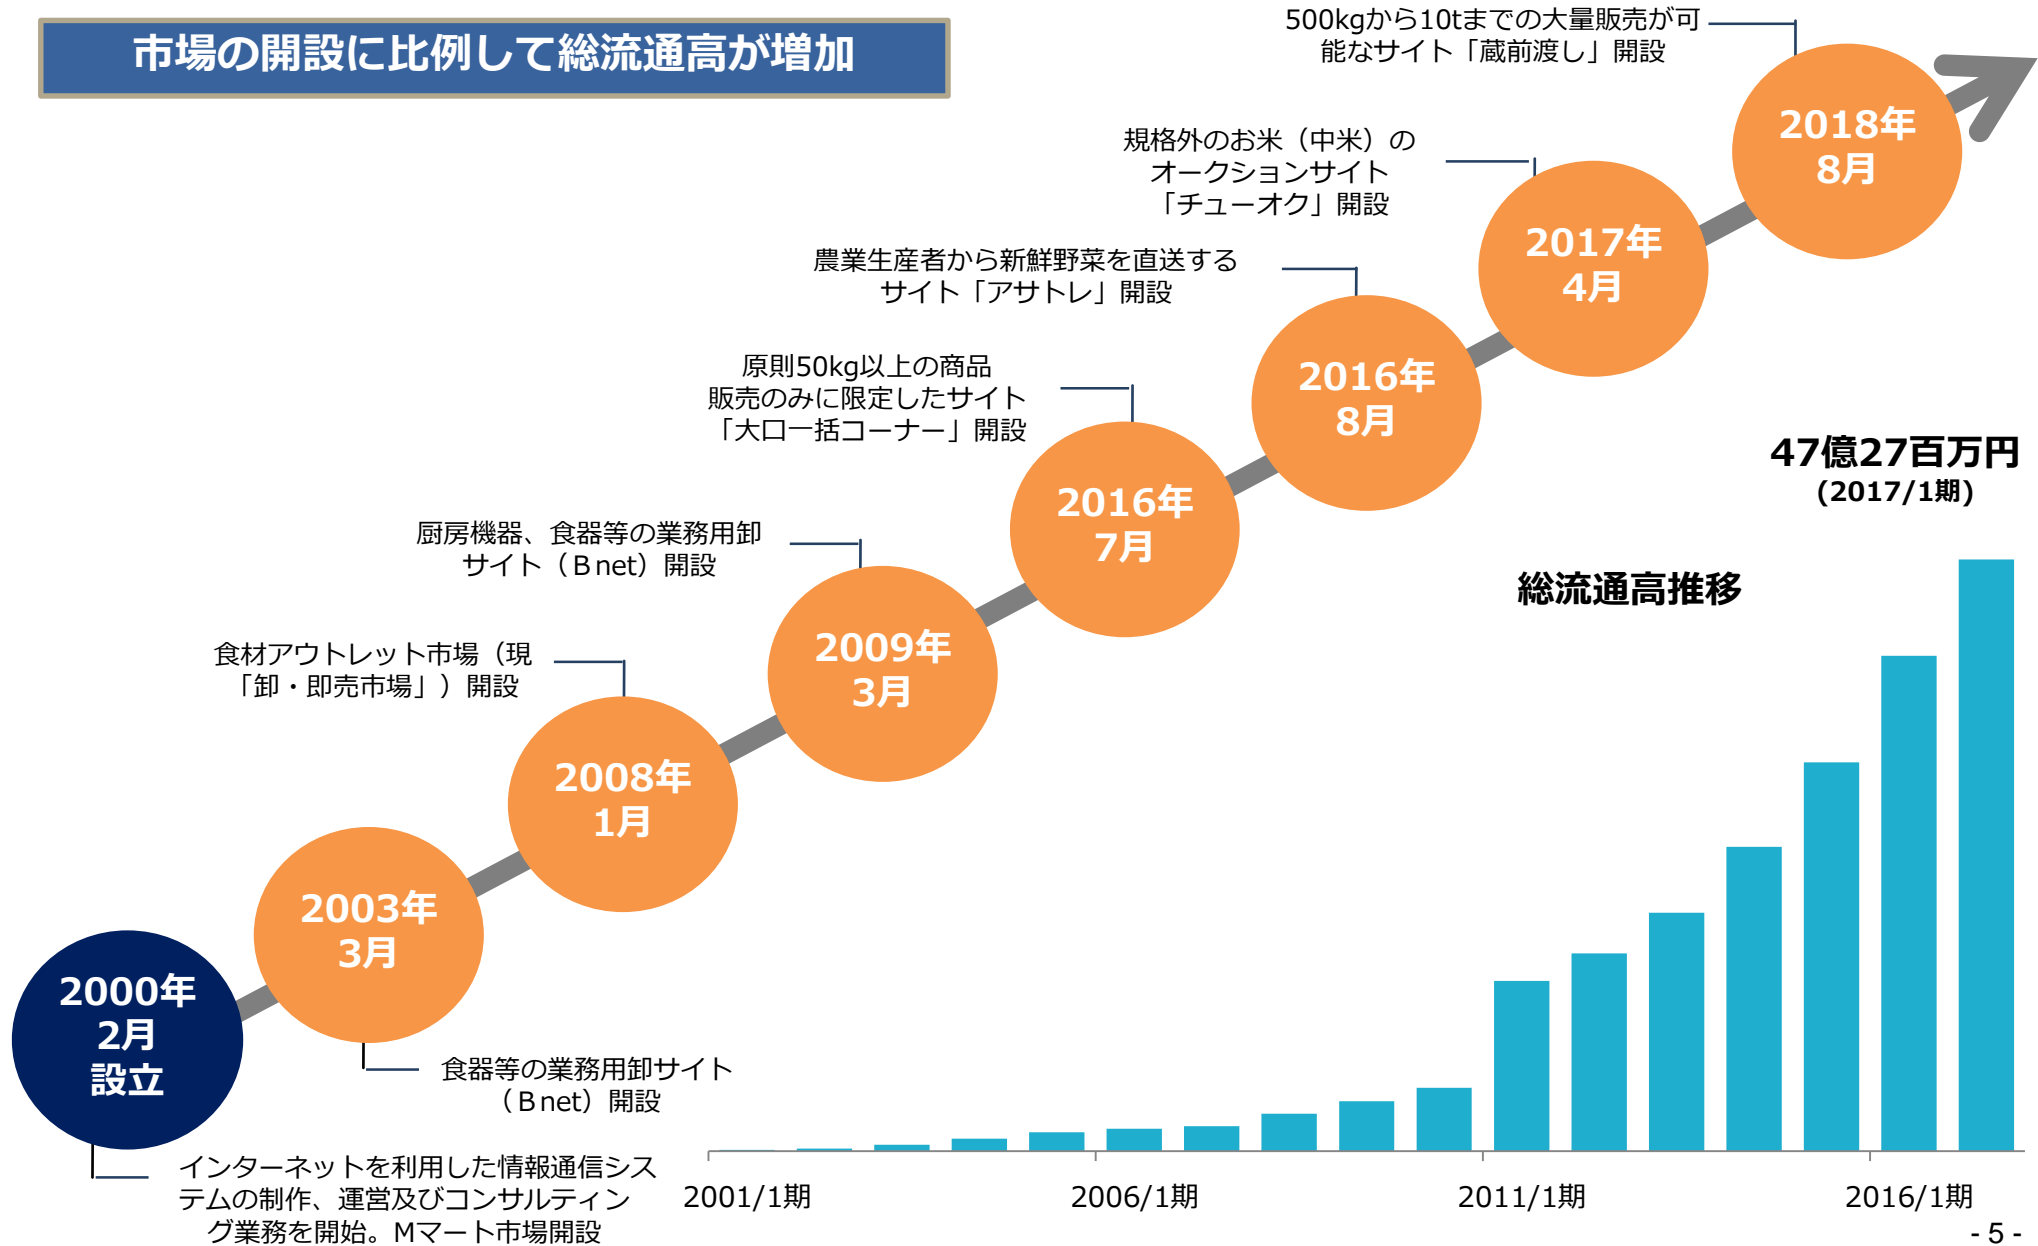 市場の開設に比例して総流通高が増加
500kgから10tまでの大量販売が可
能なサイト「蔵前渡し」開設
2018年
8月
規格外のお米（中米）の
オークションサイト
「チューオク」開設
2017年
4月
農業生産者から新鮮野菜を直送する
サイト「アサトレ」開設
2016年
8月
原則50kg以上の商品
販売のみに限定したサイト
「大口一括コーナー」開設
2016年
7月
厨房機器、食器等の業務用卸
サイト（Ｂnet）開設
2009年
3月
食材アウトレット市場（現
「卸・即売市場」）開設
2008年
1月
2003年
3月
食器等の業務用卸サイト
（Ｂnet）開設
2000年
2月
設立
インターネットを利用した情報通信シス
テムの制作、運営及びコンサルティン
グ業務を開始。Mマート市場開設
47億27百万円
(2017/1期)
総流通高推移
2001/1期
2006/1期
2011/1期
2016/1期
- 5 -